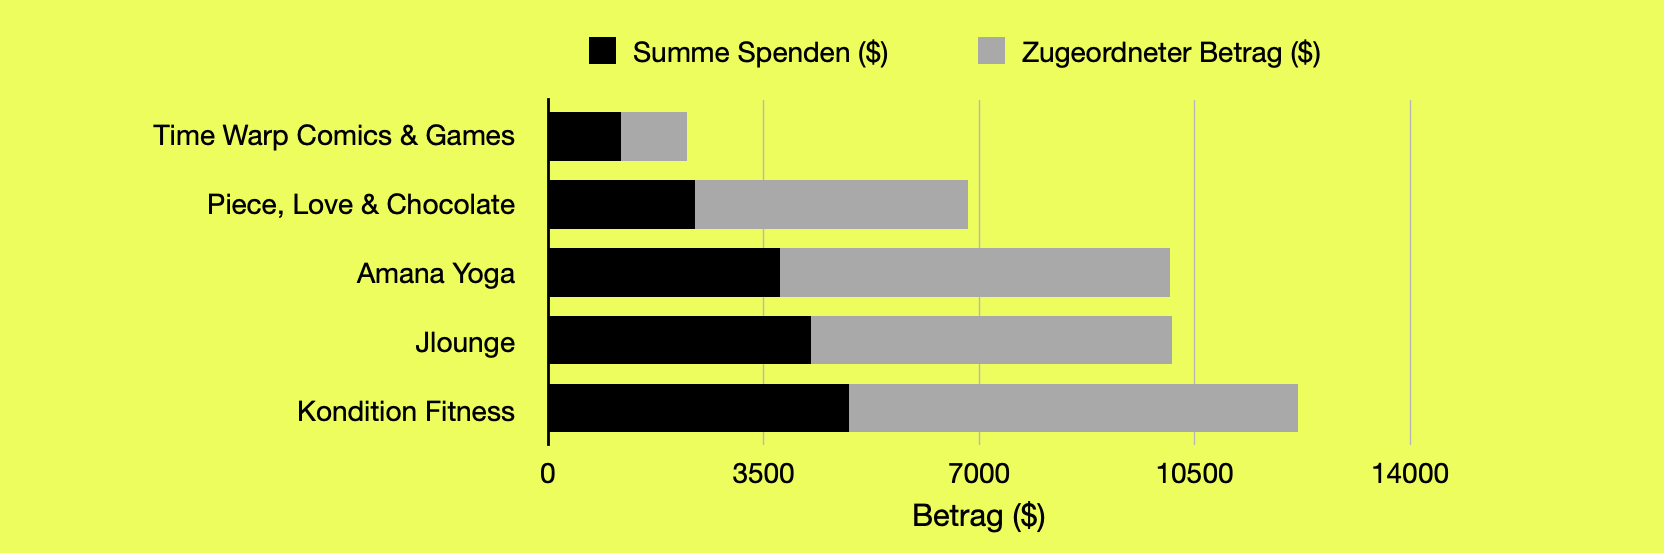 Summe Spenden ($) Zugeordneter Betrag ($)
Time Warp Comics & Games
Piece, Love & Chocolate
Amana Yoga
Jlounge
Kondition Fitness
0 3500 7000 10500 14000
Betrag ($)